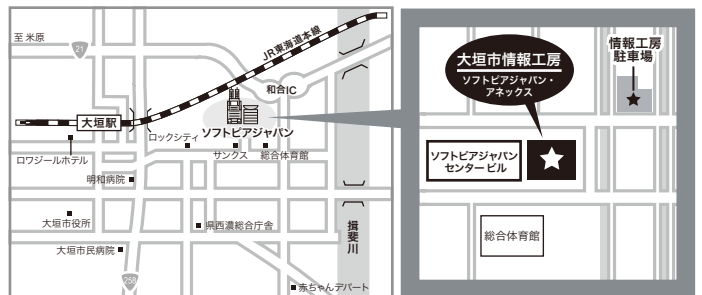 至 米原
21
JR東海道本線
和合IC
大垣駅
ロックシティ
ソフトピアジャパン
サンクス
総合体育館
ロワジールホテル
明和病院
大垣市役所
県西濃総合庁舎
大垣市民病院
揖斐川
258
赤ちゃんデパート
大垣市情報工房
ソフトピアジャパン・
アネックス
情報工房
駐車場
ソフトピアジャパン
センタービル
総合体育館